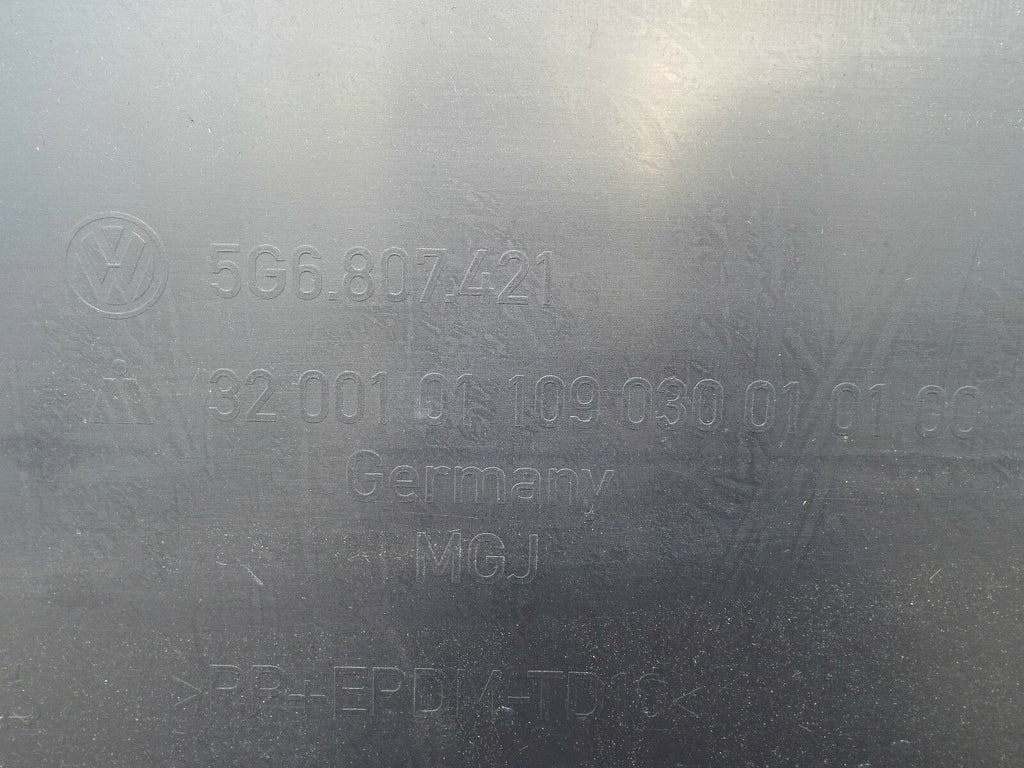 5G6.807.421
32 001 01 109 030 01 01 00
Germany
MGJ
>PP+EPDM-TD10<